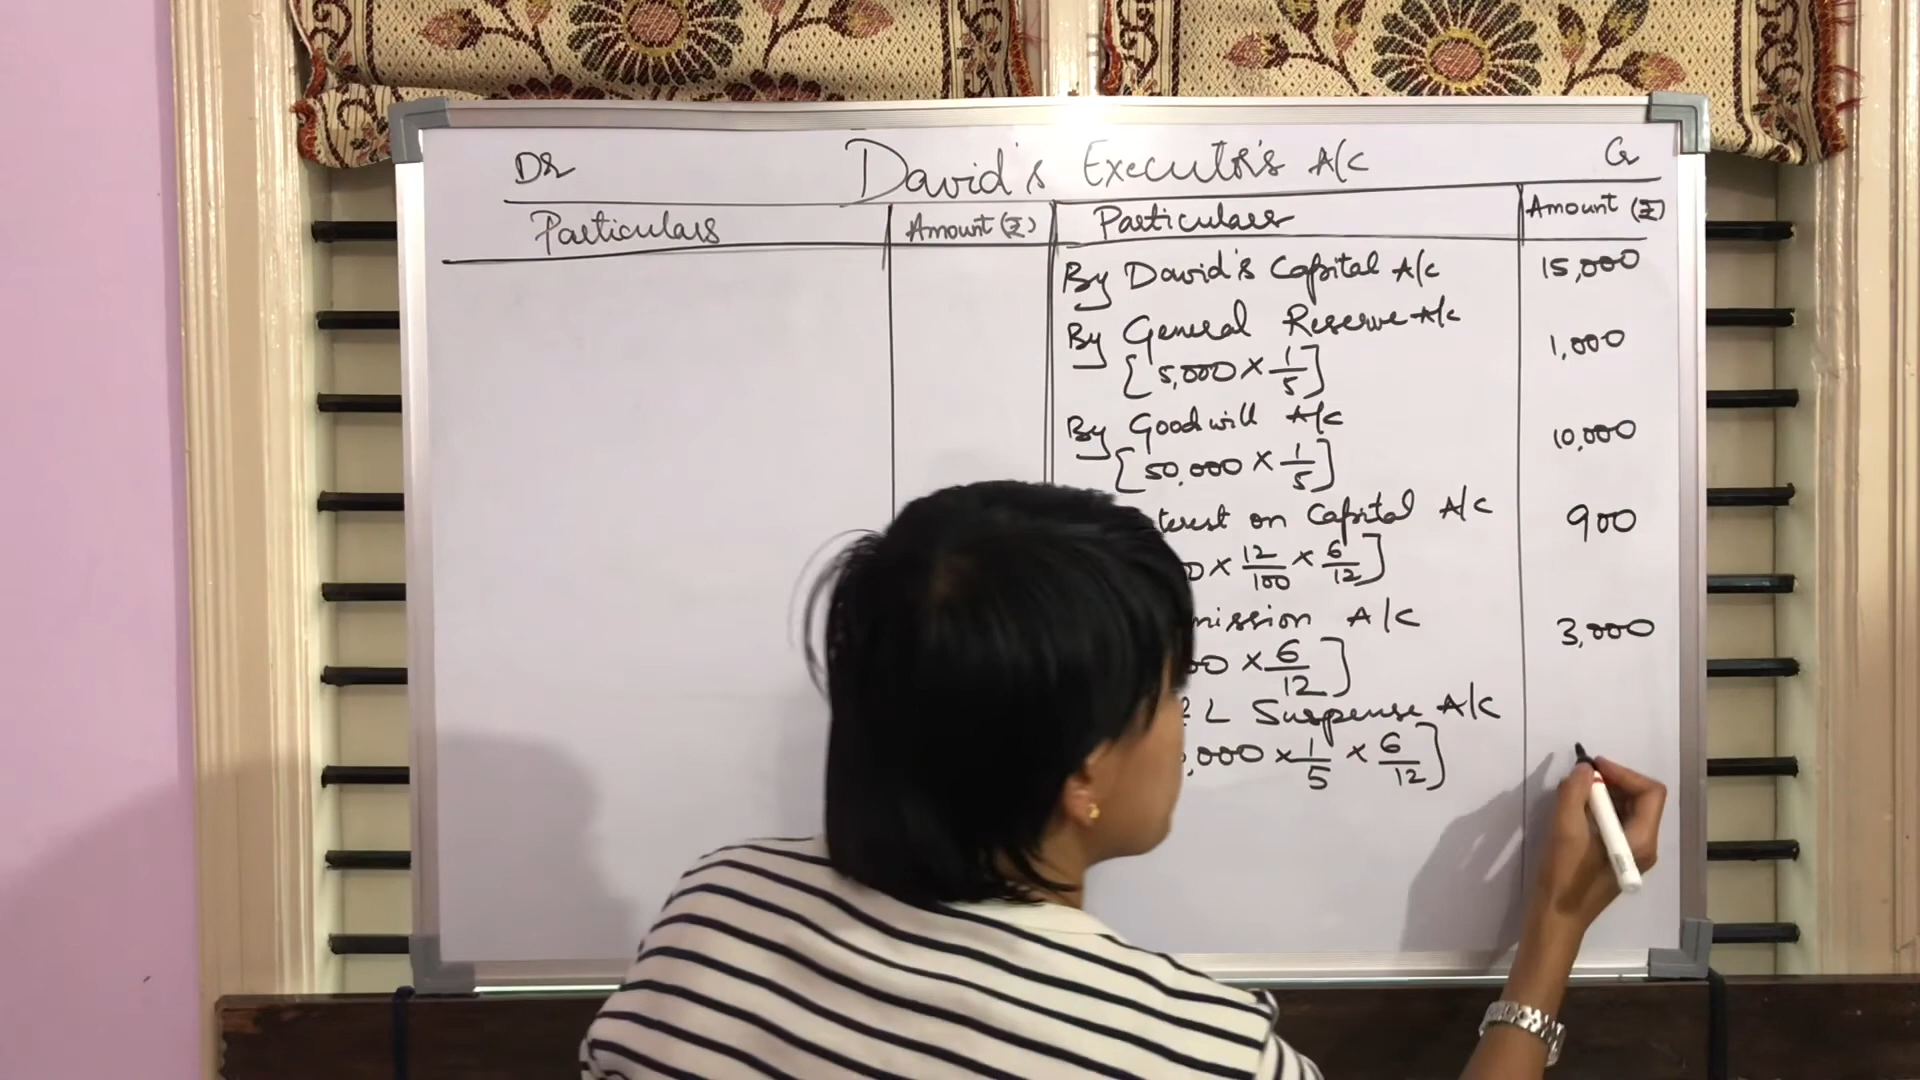 Dr David's Executor's A/c Cr
Particulars Amount (₹) Particulars Amount (₹)
By David's Capital A/c 15,000
By General Reserve A/c 1,000
[5,000 × 1/5]
By Goodwill A/c 10,000
[50,000 × 1/5]
on Capital A/c 900
× 12/100 × 6/12]
A/c 3,000
× 6/12]
L Suspense A/c
,000 × 1/5 × 6/12]